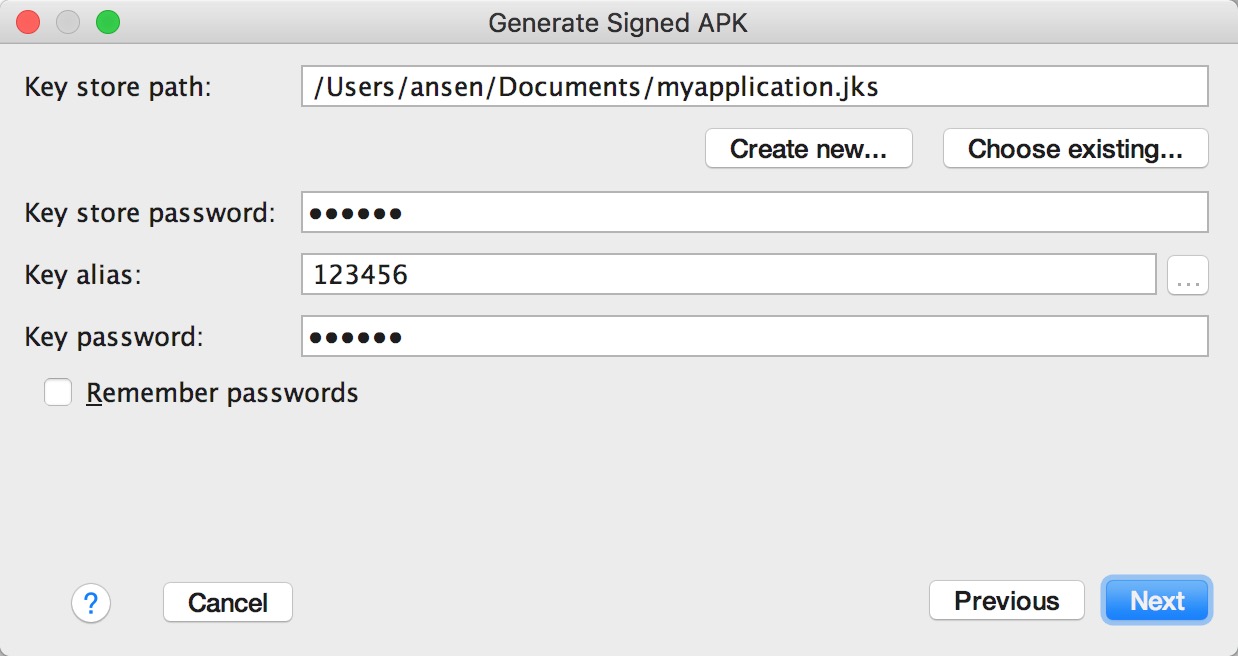 Generate Signed APK
Key store path: /Users/ansen/Documents/myapplication.jks
Create new... Choose existing...
Key store password: ••••••
Key alias: 123456 ...
Key password: ••••••
Remember passwords
? Cancel Previous Next